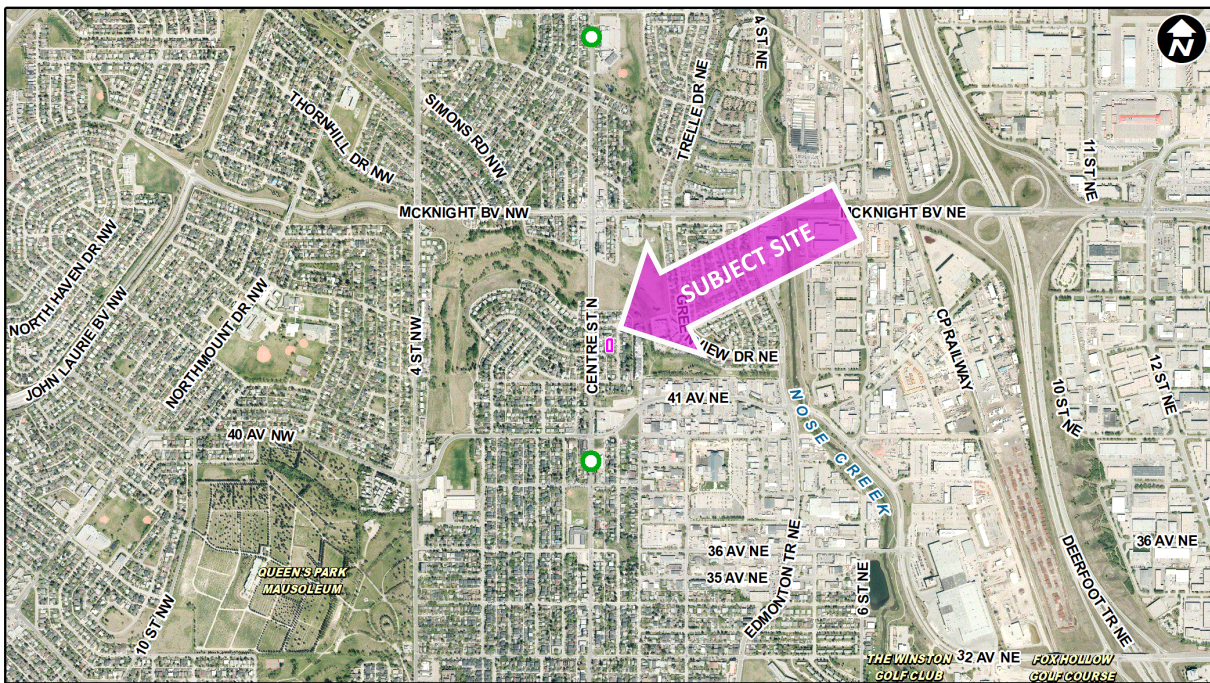 N
4 ST NE
THORNHILL DR NW
SIMONS RD NW
TRELLE DR NE
11 ST NE
MCKNIGHT BV NW
MCKNIGHT BV NE
SUBJECT SITE
NORTHHAVEN DR NW
JOHN LAURIE BV NW
NORTHMOUNT DR NW
4 ST NW
CENTRE ST N
GREE
VIEW DR NE
CP RAILWAY
12 ST NE
10 ST NE
41 AV NE
40 AV NW
NOSE CREEK
36 AV NE
35 AV NE
36 AV NE
QUEEN'S PARK
MAUSOLEUM
EDMONTON TR NE
6 ST NE
DEERFOOT TR NE
10 ST NW
THE WINSTON
GOLF CLUB
32 AV NE
FOX HOLLOW
GOLF COURSE